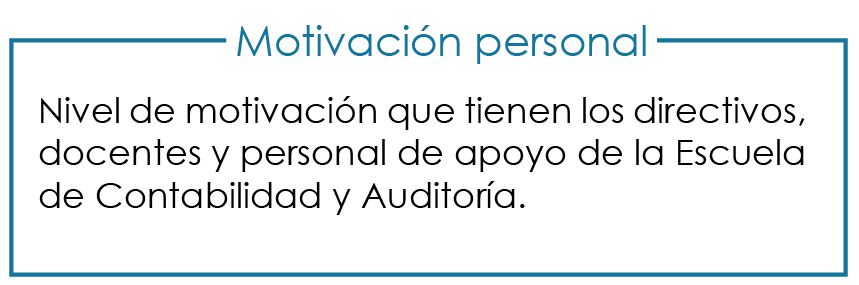 Motivación personal
Nivel de motivación que tienen los directivos,
docentes y personal de apoyo de la Escuela
de Contabilidad y Auditoría.